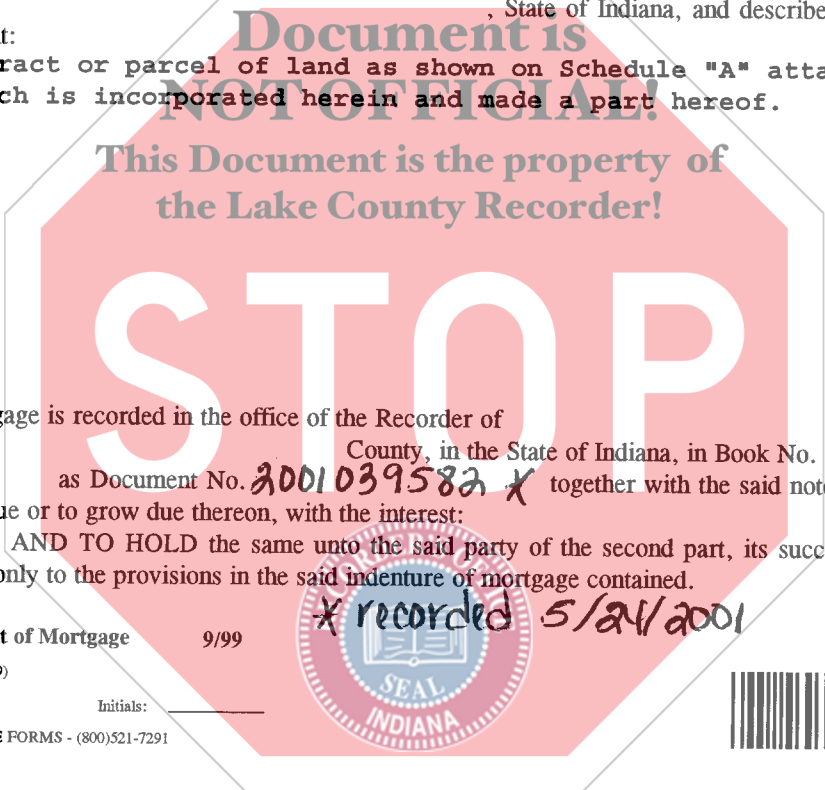 , State of Indiana, and describe
t:
Document is
ract or parcel of land as shown on Schedule "A" atta
ch is incorporated herein and made a part hereof.
NOT OFFICIAL!
This Document is the property of
the Lake County Recorder!
STOP
gage is recorded in the office of the Recorder of
County, in the State of Indiana, in Book No.
as Document No. 2001 039582 * together with the said not
ue or to grow due thereon, with the interest:
AND TO HOLD the same unto the said party of the second part, its succ
only to the provisions in the said indenture of mortgage contained.
* recorded 5/24/2001
t of Mortgage 9/99
9)
SEAL
INDIANA
Initials:
E FORMS - (800)521-7291